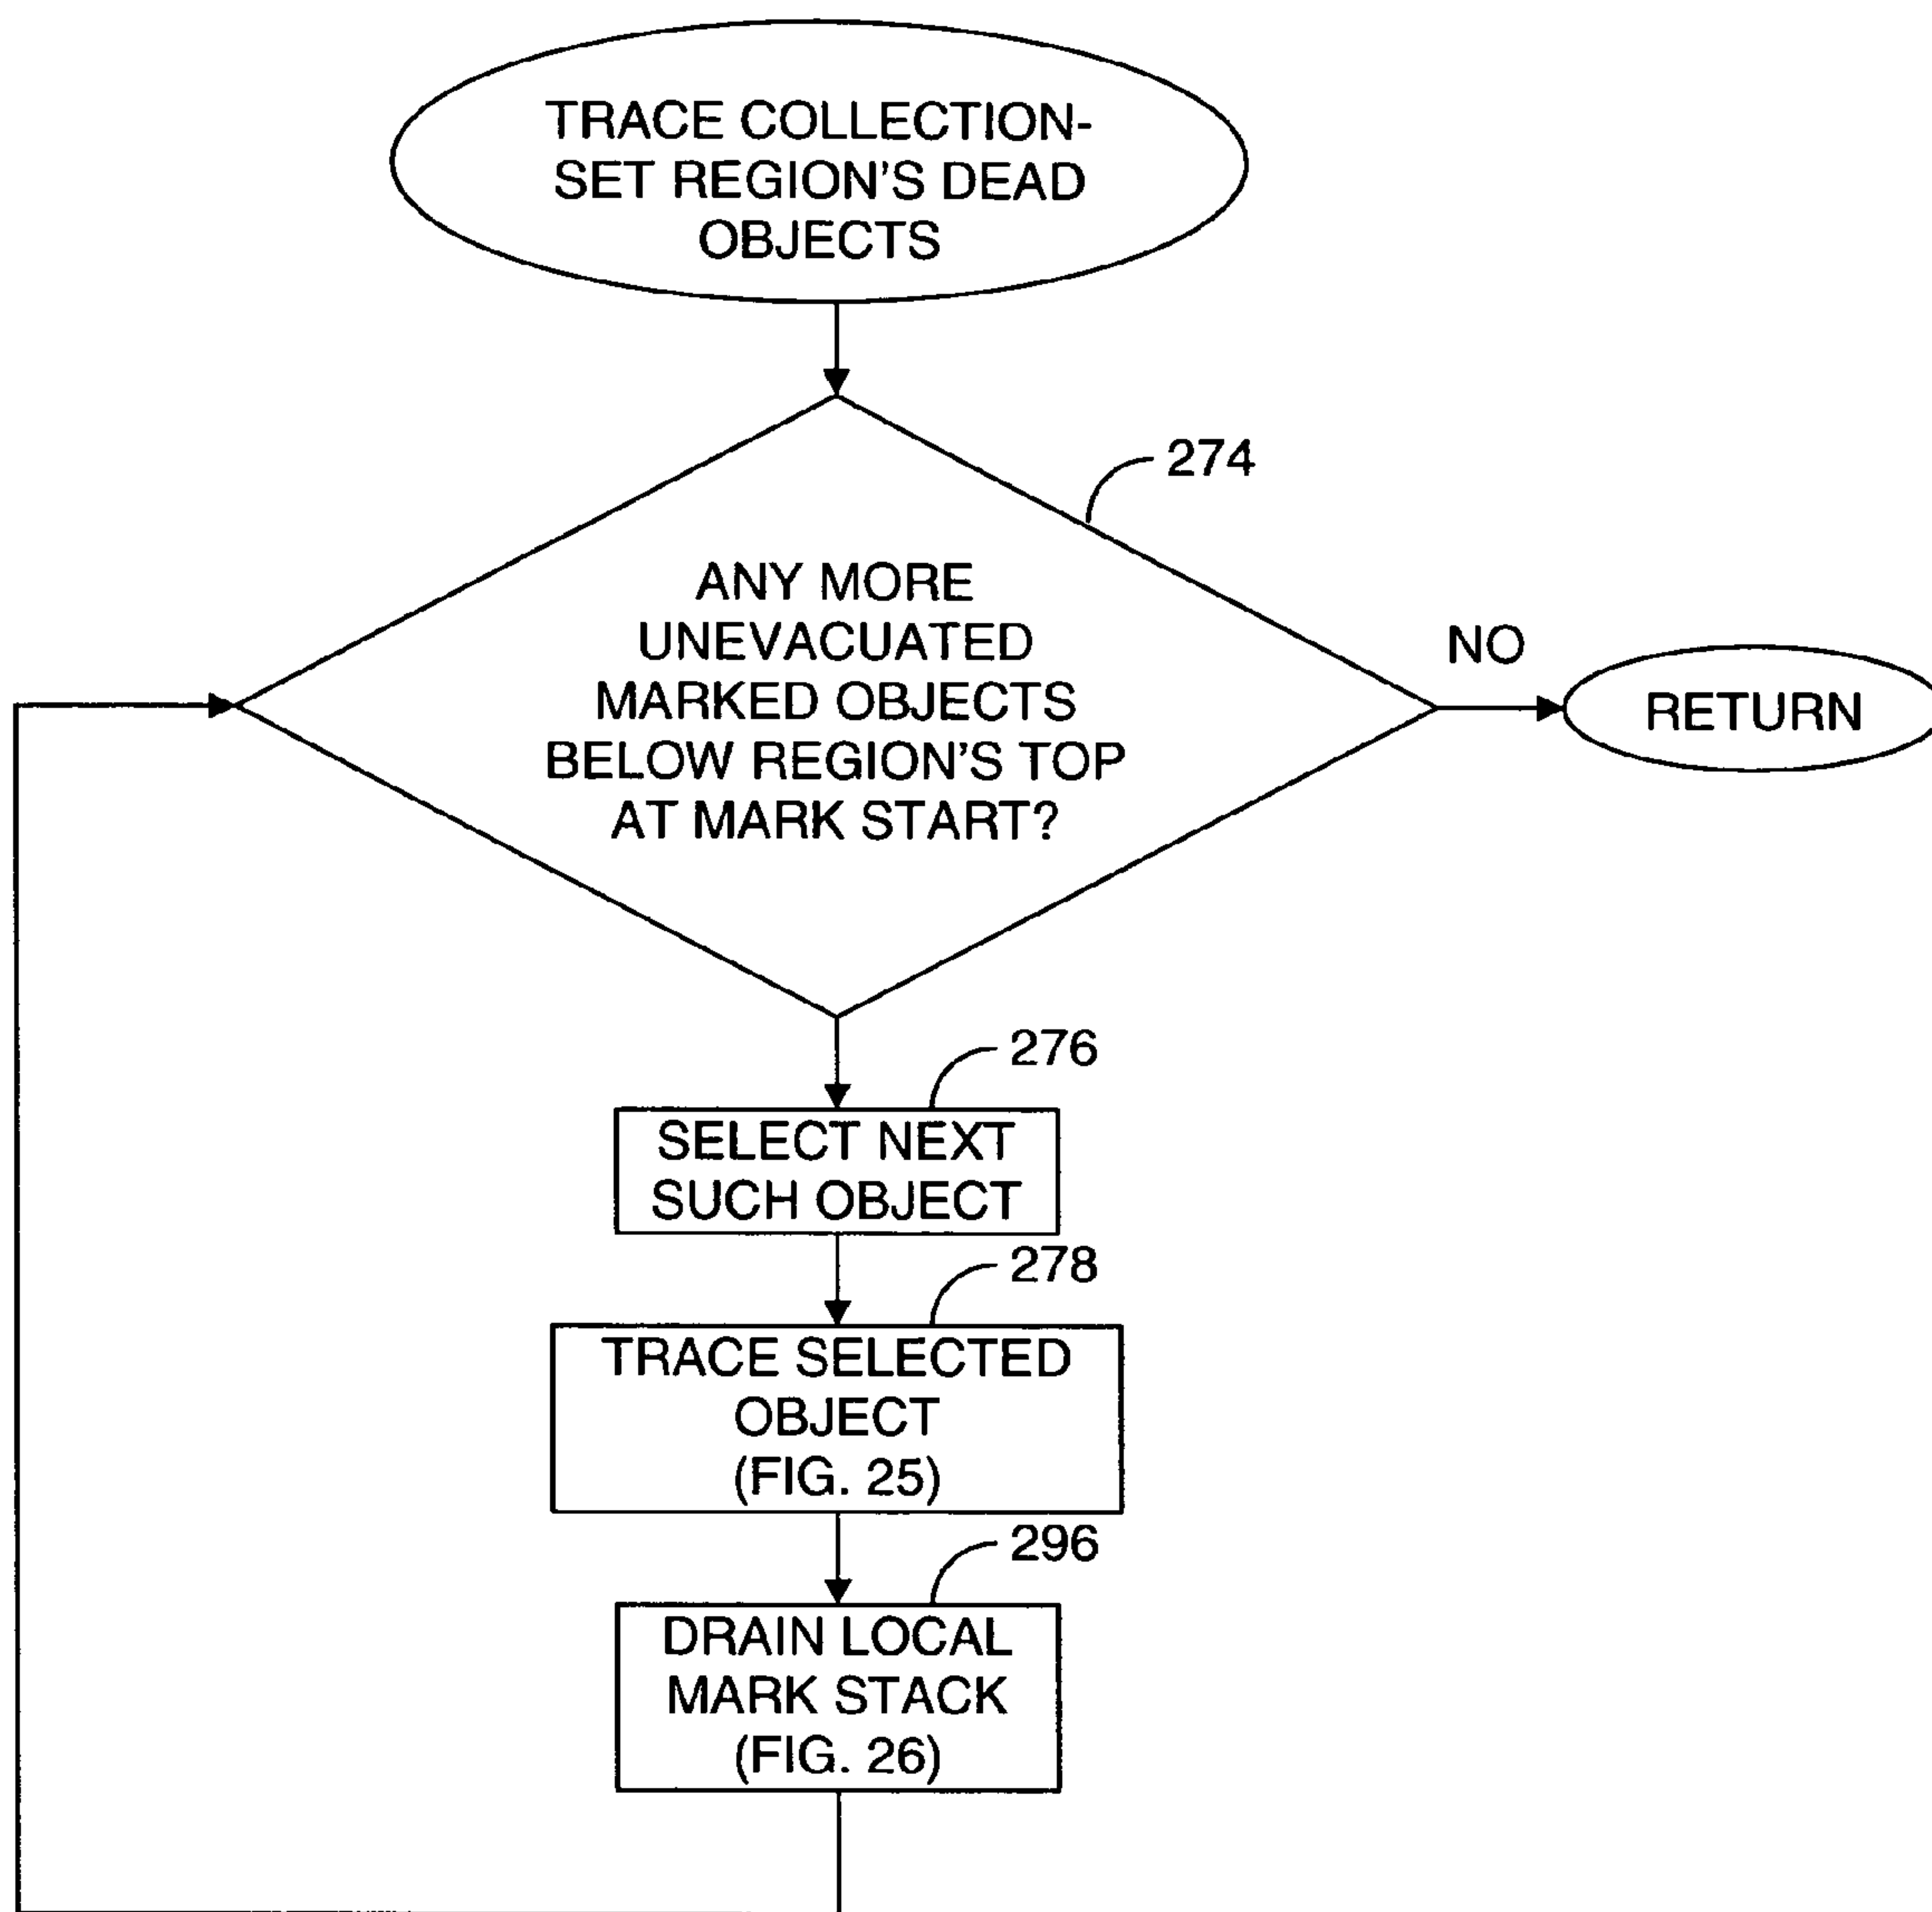 TRACE COLLECTION-
SET REGION'S DEAD
OBJECTS
274
ANY MORE
UNEVACUATED
MARKED OBJECTS
BELOW REGION'S TOP
AT MARK START?
NO
RETURN
276
SELECT NEXT
SUCH OBJECT
278
TRACE SELECTED
OBJECT
(FIG. 25)
296
DRAIN LOCAL
MARK STACK
(FIG. 26)